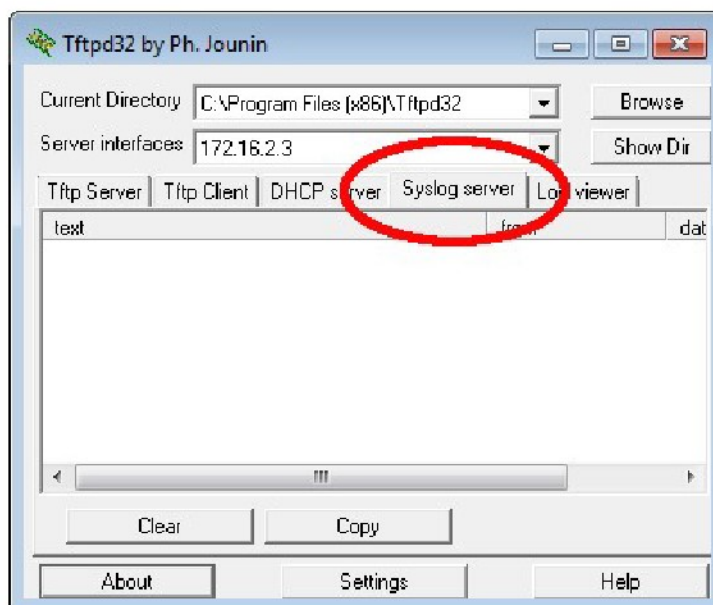 Tftpd32 by Ph. Jounin
Current Directory C:\Program Files (x86)\Tftpd32 Browse
Server interfaces 172.16.2.3 Show Dir
Tftp Server Tftp Client DHCP server Syslog server Log viewer
text from dat
Clear Copy
About Settings Help